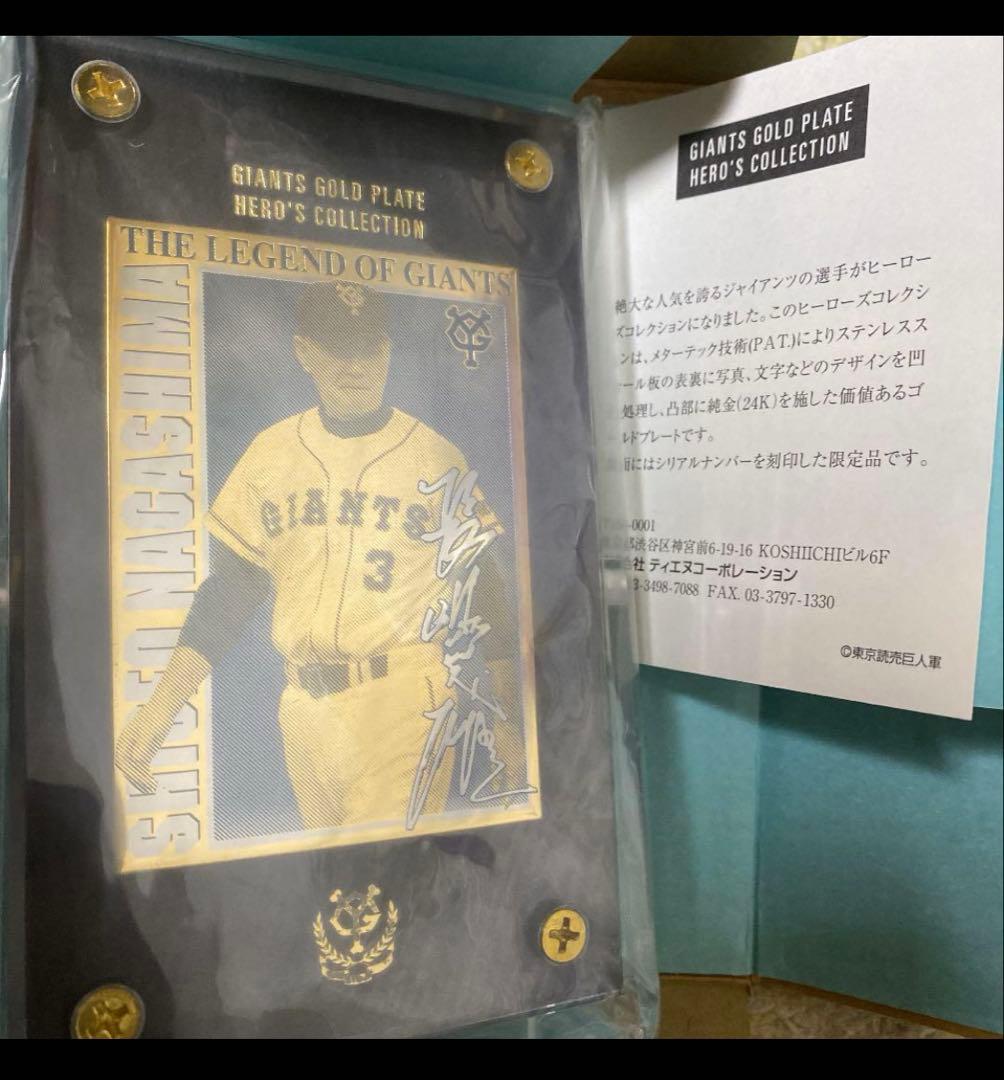 GIANTS GOLD PLATE
HERO'S COLLECTION
THE LEGEND OF GIANTS
SHIGEO NAGASHIMA
GIANTS
3
長嶋茂雄
GIANTS GOLD PLATE
HERO'S COLLECTION
絶大な人気を誇るジャイアンツの選手がヒーロー
ズコレクションになりました。このヒーローズコレクシ
ンは、メターテック技術(PAT.)によりステンレスス
ール板の表裏に写真、文字などのデザインを凹
処理し、凸部に純金(24K)を施した価値あるゴ
ルドプレートです。
面にはシリアルナンバーを刻印した限定品です。
-0001
渋谷区神宮前6-19-16 KOSHIICHIビル6F
社 ティエヌコーポレーション
3-3498-7088 FAX. 03-3797-1330
©東京読売巨人軍